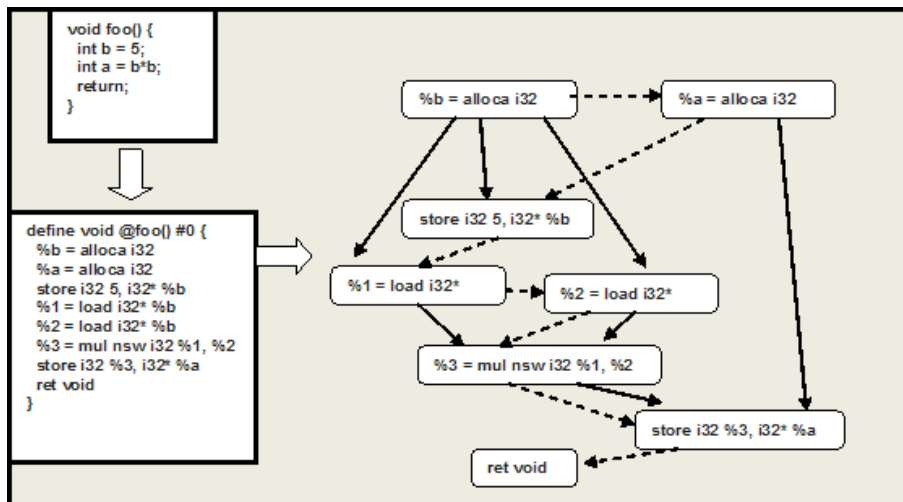 void foo() {
int b = 5;
int a = b*b;
return;
}
define void @foo() #0 {
%b = alloca i32
%a = alloca i32
store i32 5, i32* %b
%1 = load i32* %b
%2 = load i32* %b
%3 = mul nsw i32 %1, %2
store i32 %3, i32* %a
ret void
}
%b = alloca i32
%a = alloca i32
store i32 5, i32* %b
%1 = load i32*
%2 = load i32*
%3 = mul nsw i32 %1, %2
store i32 %3, i32* %a
ret void